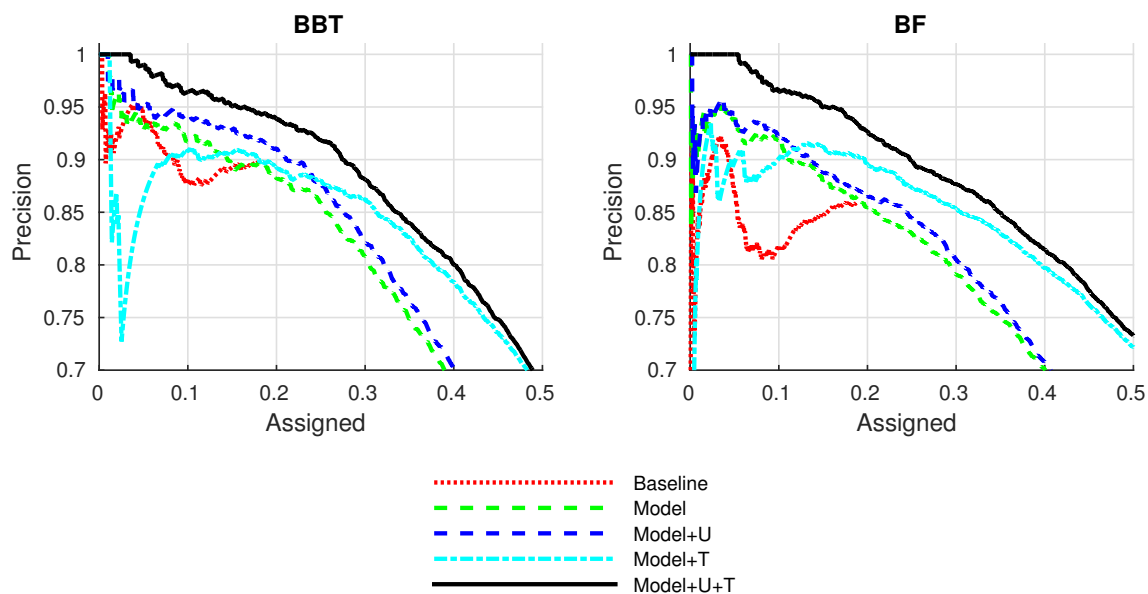 BBT
1
0.95
0.9
0.85
0.8
0.75
0.7
Precision
0 0.1 0.2 0.3 0.4 0.5
Assigned
BF
1
0.95
0.9
0.85
0.8
0.75
0.7
Precision
0 0.1 0.2 0.3 0.4 0.5
Assigned
Baseline
Model
Model+U
Model+T
Model+U+T